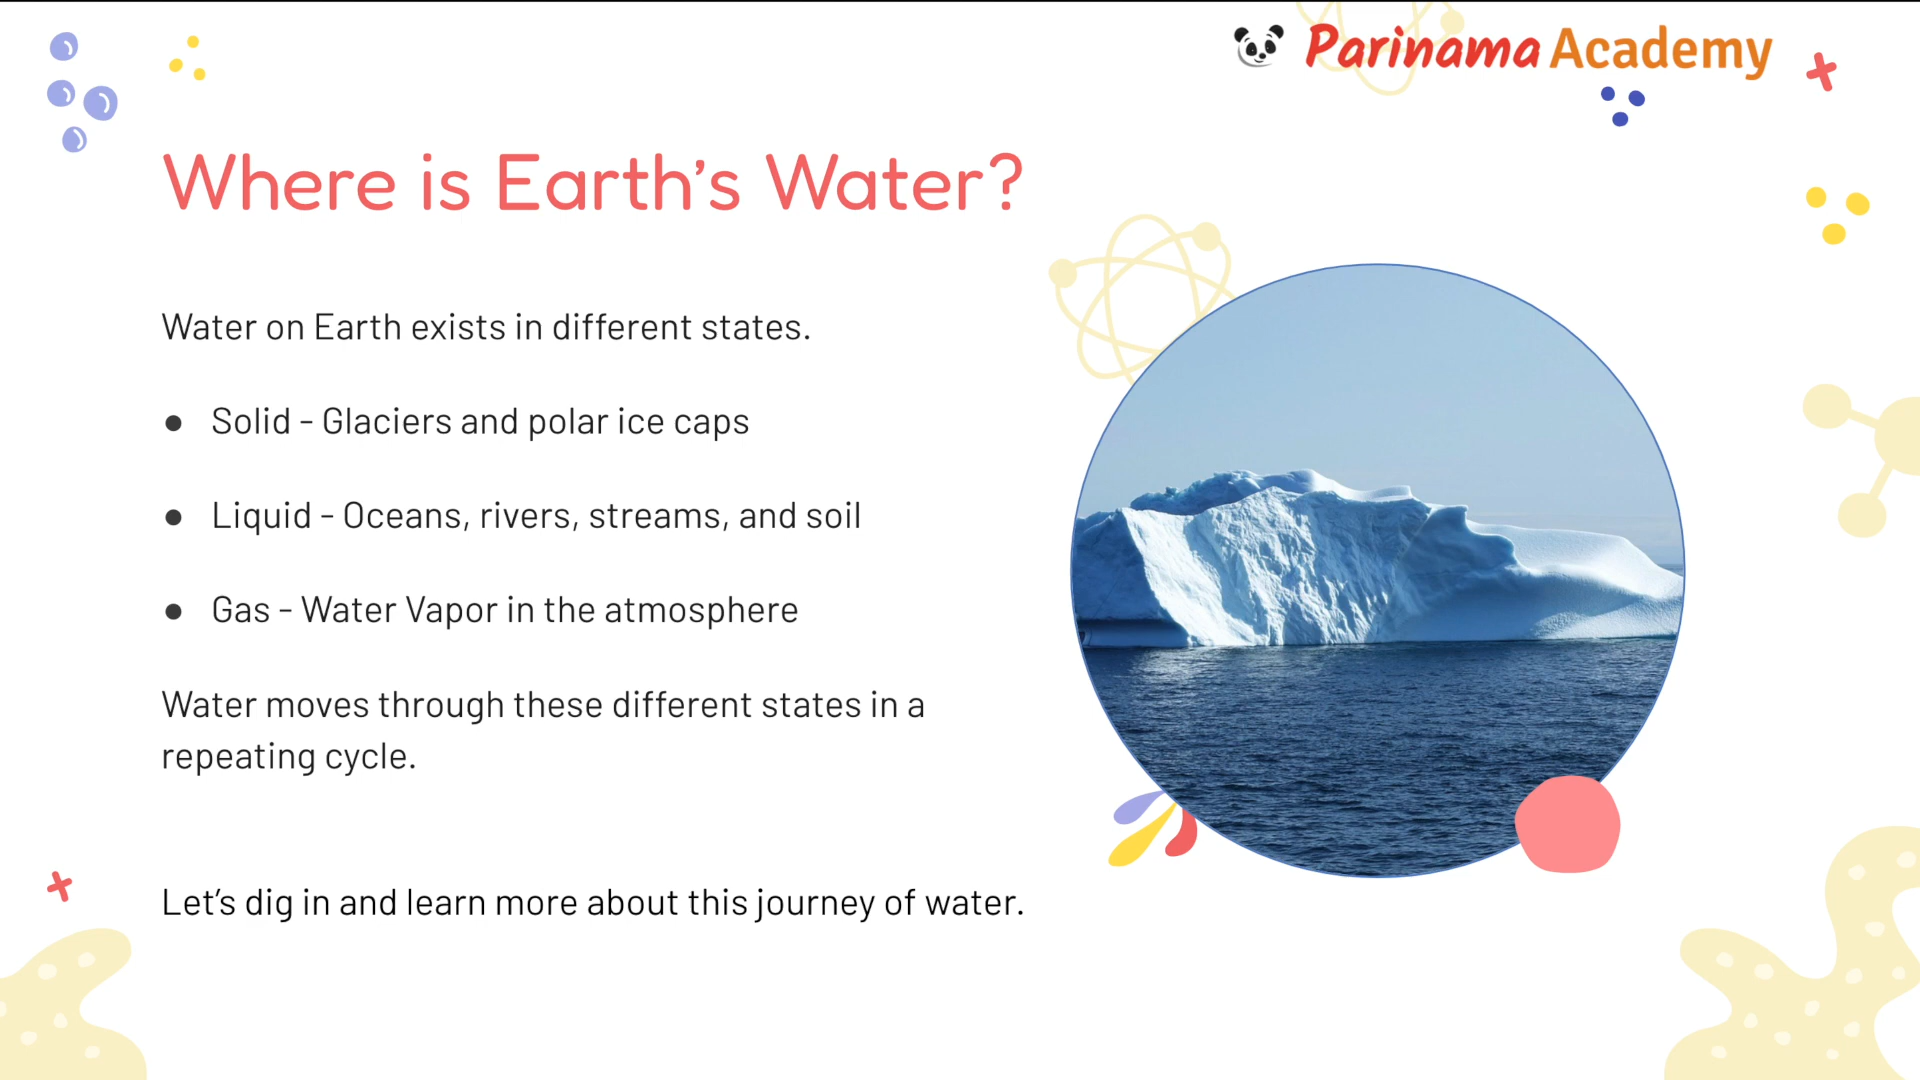 Parinama Academy
Where is Earth’s Water?
Water on Earth exists in different states.
● Solid - Glaciers and polar ice caps
● Liquid - Oceans, rivers, streams, and soil
● Gas - Water Vapor in the atmosphere
Water moves through these different states in a
repeating cycle.
Let’s dig in and learn more about this journey of water.